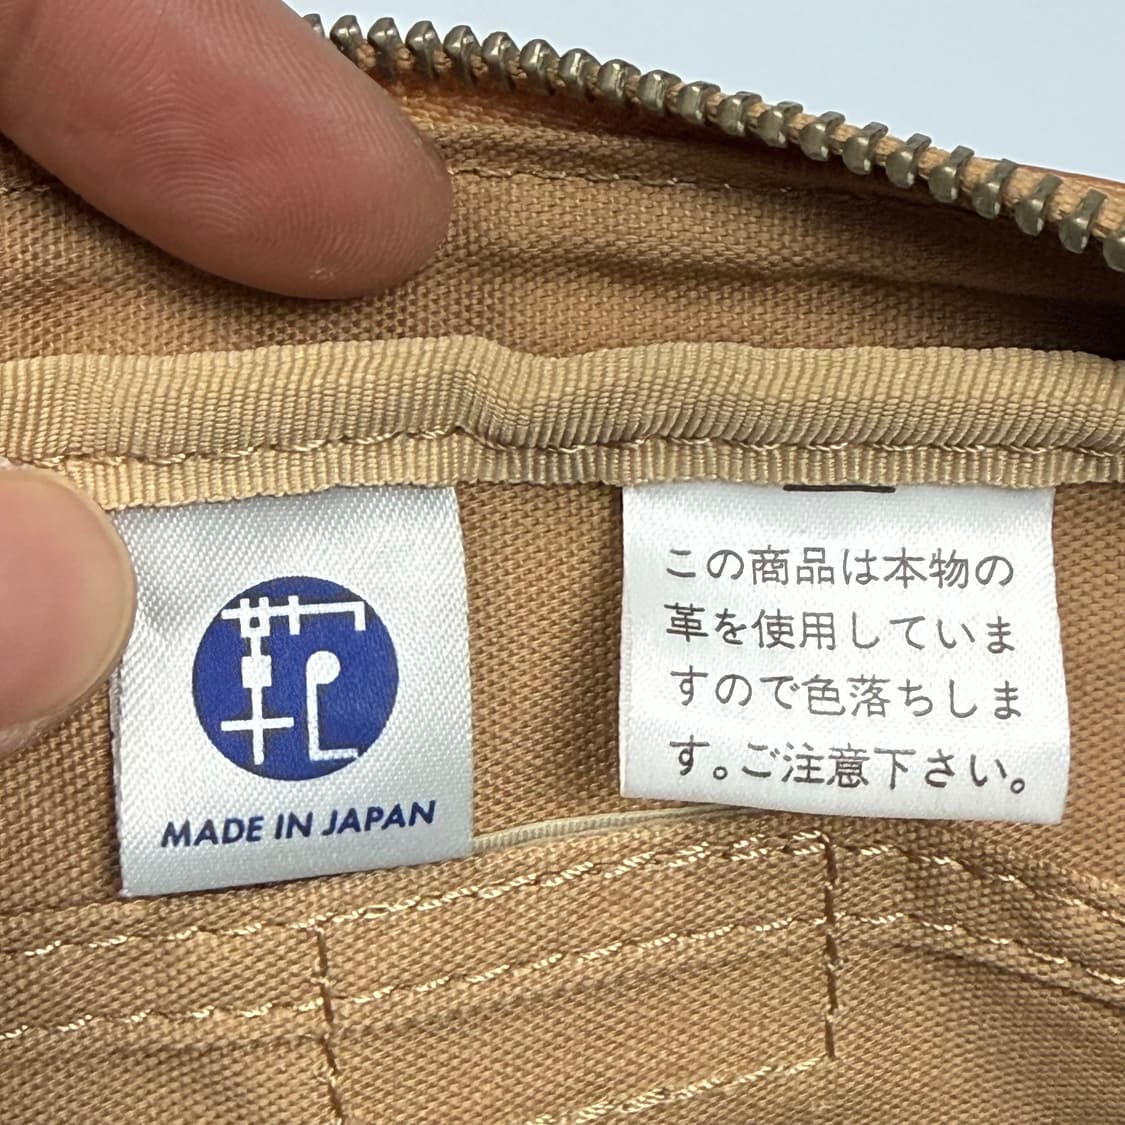 MADE IN JAPAN
この商品は本物の
革を使用していま
すので色落ちしま
す。ご注意下さい。